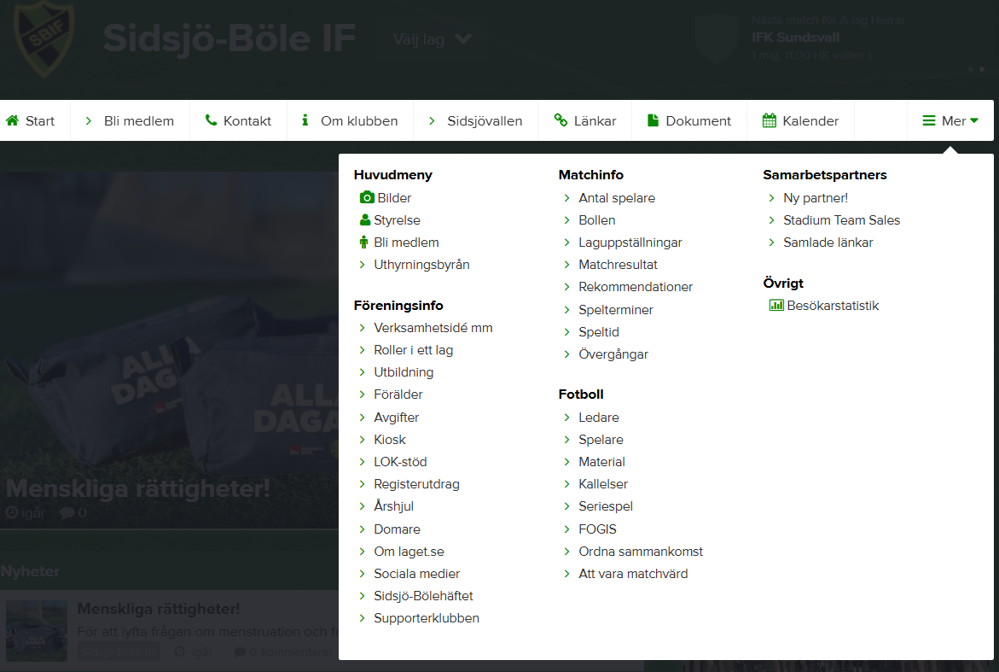 SBIF
Sidsjö-Böle IF
Välj lag
Nästa match för A-lag Herrar
IFK Sundsvall
1 maj, 11:00 HK vallen 1
Start
Bli medlem
Kontakt
Om klubben
Sidsjövallen
Länkar
Dokument
Kalender
Mer
Huvudmeny
Bilder
Styrelse
Bli medlem
Uthyrningsbyrån
Föreningsinfo
Verksamhetsidé mm
Roller i ett lag
Utbildning
Förälder
Avgifter
Kiosk
LOK-stöd
Registerutdrag
Årshjul
Domare
Om laget.se
Sociala medier
Sidsjö-Bölehäftet
Supporterklubben
Matchinfo
Antal spelare
Bollen
Laguppställningar
Matchresultat
Rekommendationer
Spelterminer
Speltid
Övergångar
Fotboll
Ledare
Spelare
Material
Kallelser
Seriespel
FOGIS
Ordna sammankomst
Att vara matchvärd
Samarbetspartners
Ny partner!
Stadium Team Sales
Samlade länkar
Övrigt
Besökarstatistik
ALLA
DAGA
ALLA
DAGA
Menskliga rättigheter!
igår 0
Nyheter
Menskliga rättigheter!
För att lyfta frågan om menstruation och
Sidsjö-Böle IF igår 0 kommentarer